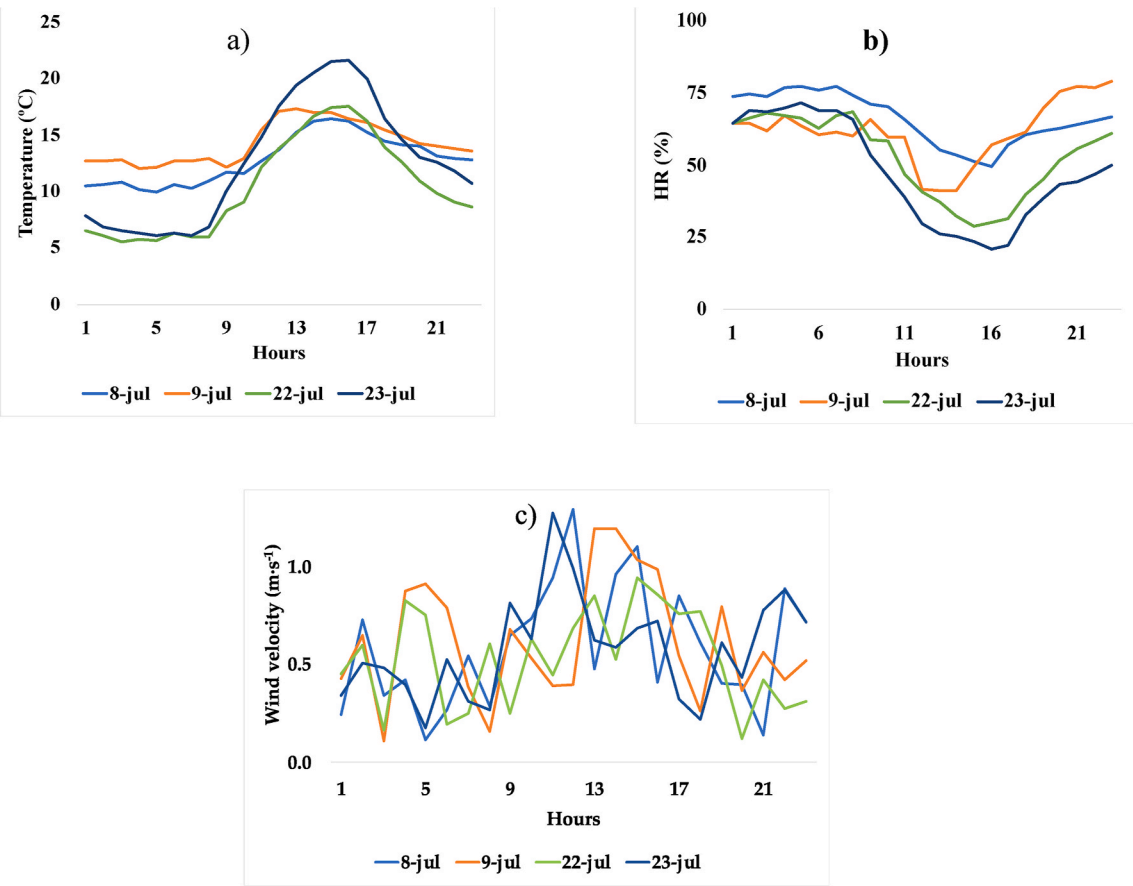 a)
25
20
15
10
5
0
Temperature (°C)
1 5 9 13 17 21
Hours
8-jul 9-jul 22-jul 23-jul
b)
100
75
50
25
0
HR (%)
1 6 11 16 21
Hours
8-jul 9-jul 22-jul 23-jul
c)
1.0
0.5
0.0
Wind velocity (m·s⁻¹)
1 5 9 13 17 21
Hours
8-jul 9-jul 22-jul 23-jul